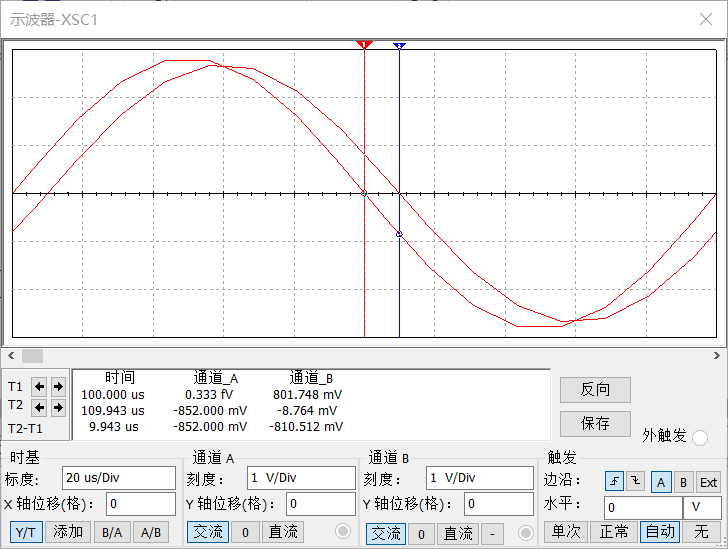 示波器-XSC1
1 2
T1
T2
T2-T1
时间 通道_A 通道_B
100.000 us 0.333 fV 801.748 mV
109.943 us -852.000 mV -8.764 mV
9.943 us -852.000 mV -810.512 mV
反向
保存
外触发
时基
标度: 20 us/Div
X 轴位移(格): 0
Y/T 添加 B/A A/B
通道 A
刻度: 1 V/Div
Y 轴位移(格): 0
交流 0 直流
通道 B
刻度: 1 V/Div
Y 轴位移(格): 0
交流 0 直流 -
触发
边沿: A B Ext
水平: 0 V
单次 正常 自动 无